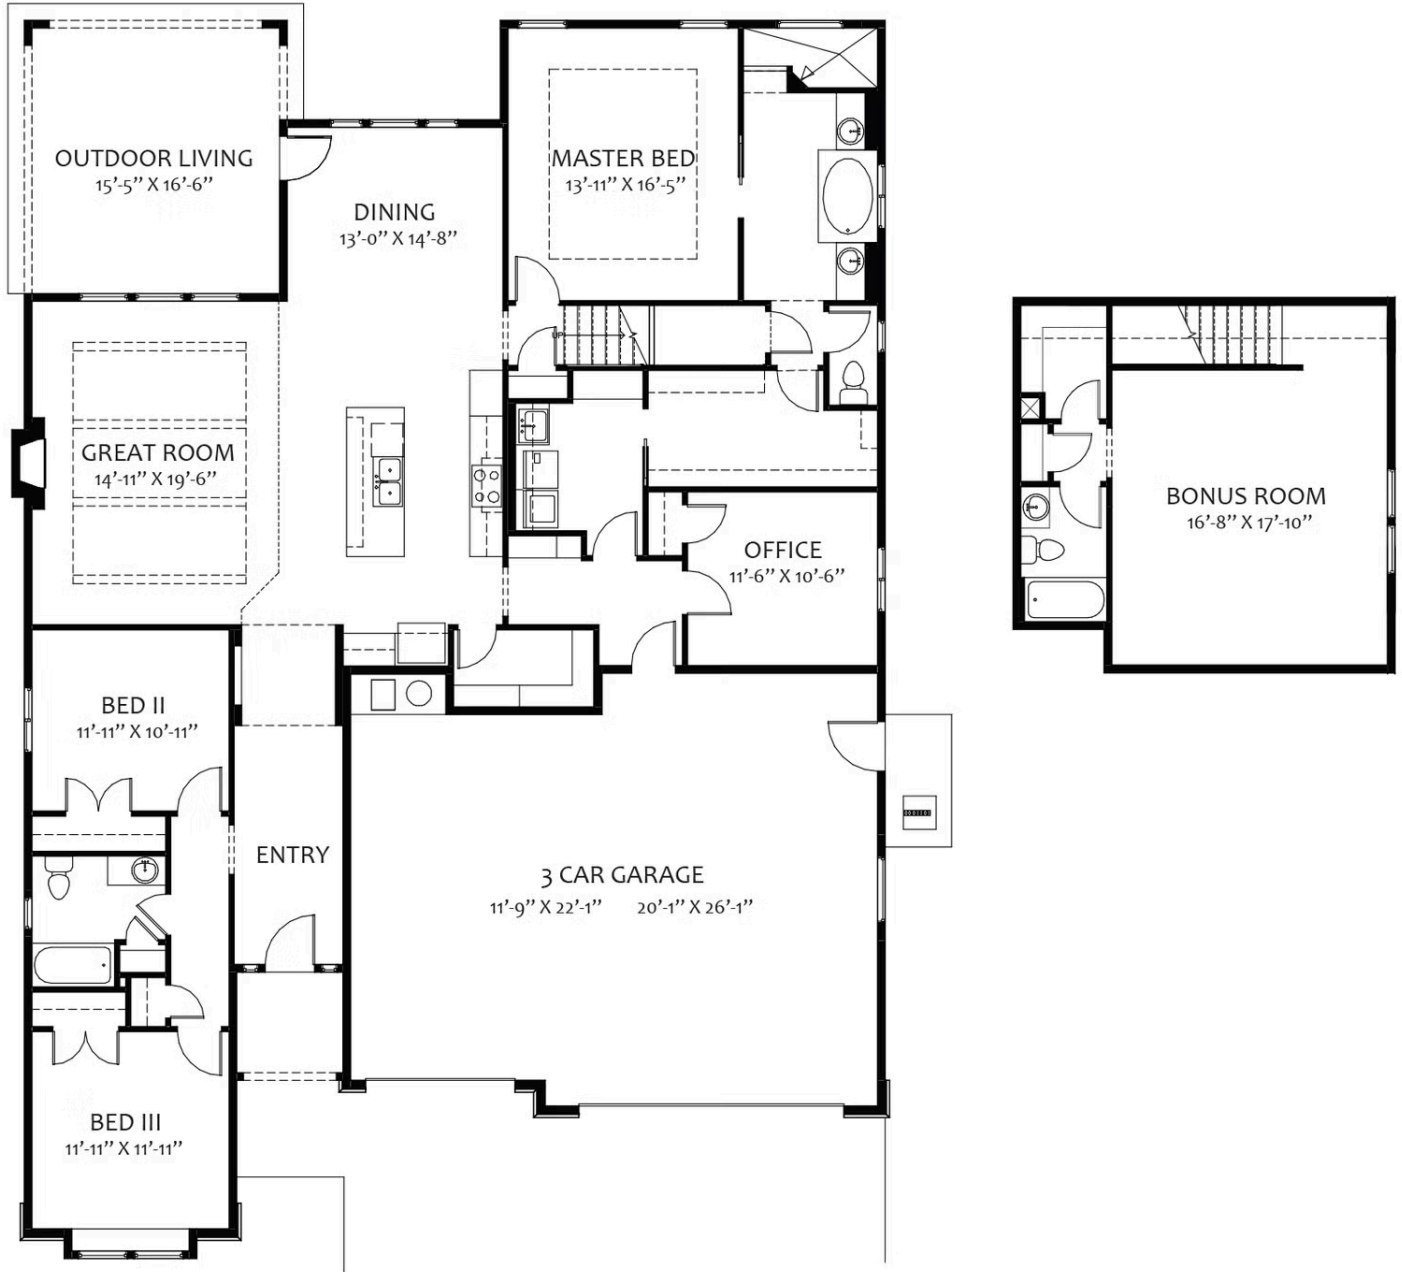 OUTDOOR LIVING
15’-5” X 16’-6”
MASTER BED
13’-11” X 16’-5”
DINING
13’-0” X 14’-8”
GREAT ROOM
14’-11” X 19’-6”
OFFICE
11’-6” X 10’-6”
BED II
11’-11” X 10’-11”
ENTRY
3 CAR GARAGE
11’-9” X 22’-1” 20’-1” X 26’-1”
BED III
11’-11” X 11’-11”
BONUS ROOM
16’-8” X 17’-10”